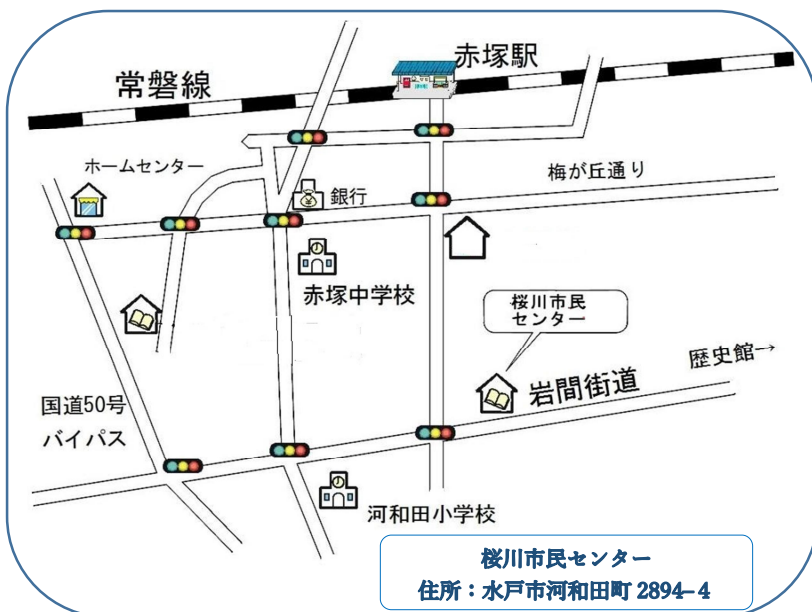 赤塚駅
常磐線
ホームセンター
梅が丘通り
銀行
赤塚中学校
桜川市民
センター
歴史館→
岩間街道
国道50号
バイパス
河和田小学校
桜川市民センター
住所：水戸市河和田町 2894-4